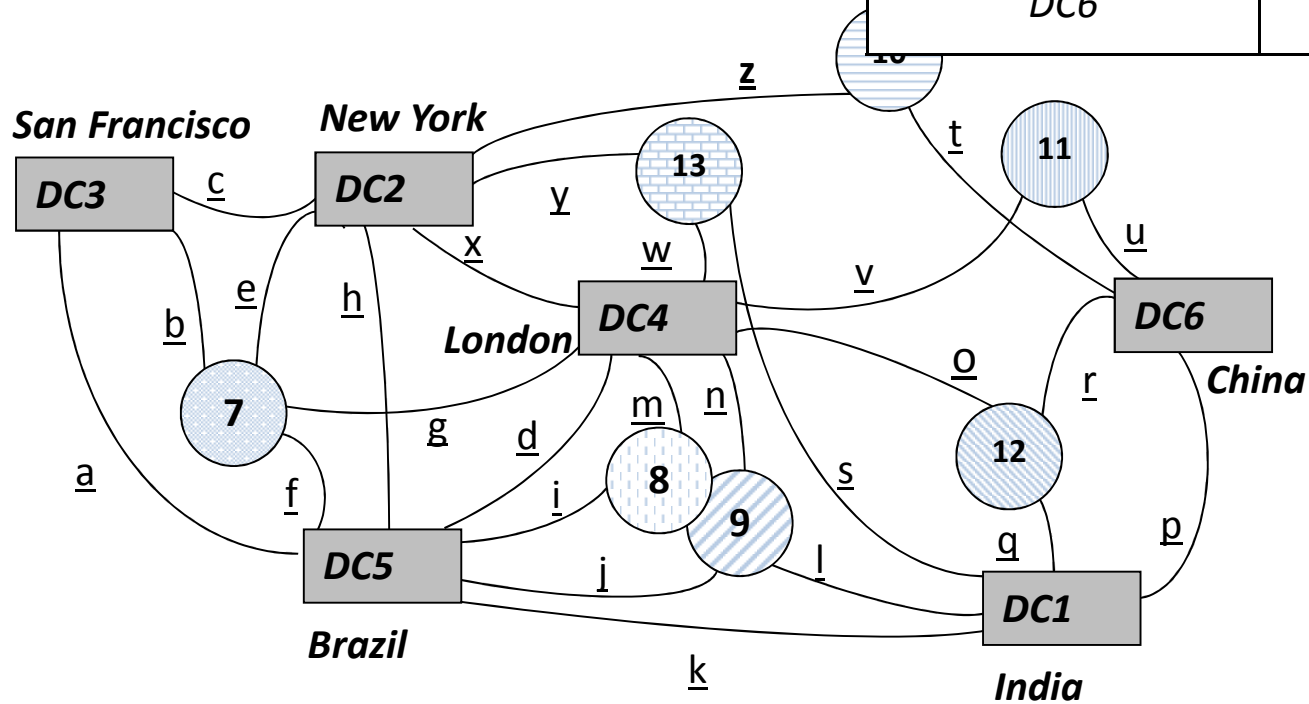 DC6
10
z
San Francisco
New York
t
11
13
DC3
c
DC2
y
u
x
w
v
e
h
b
DC4
DC6
London
o
r
China
7
g
d
m
n
12
a
f
i
8
s
9
q
p
DC5
j
l
DC1
Brazil
k
India